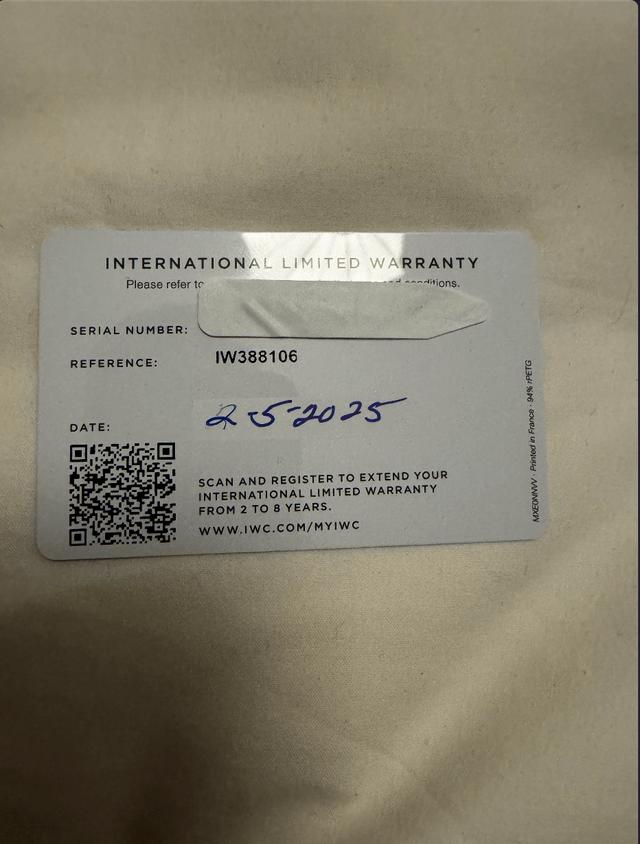 INTERNATIONAL LIMITED WARRANTY
Please refer to conditions.
SERIAL NUMBER:
REFERENCE: IW388106
DATE: 2-5-2025
SCAN AND REGISTER TO EXTEND YOUR
INTERNATIONAL LIMITED WARRANTY
FROM 2 TO 8 YEARS.
WWW.IWC.COM/MYIWC
MXE0NNVV · Printed in France · 94% rPETG